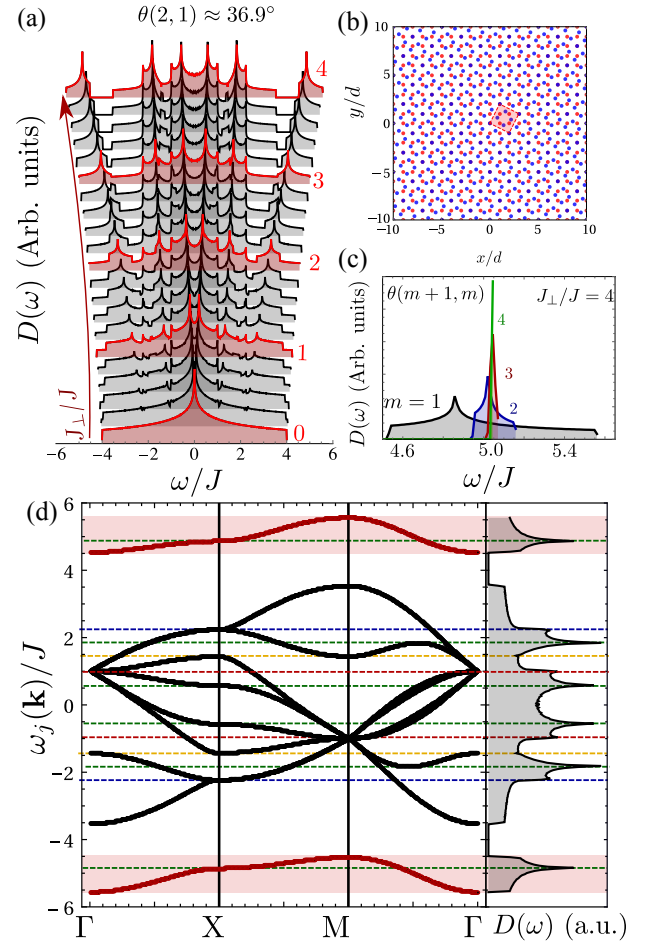 (a)
θ(2, 1) ≈ 36.9°
D(ω) (Arb. units)
J⊥/J
4
3
2
1
0
−6 −4 −2 0 2 4 6
ω/J
(b)
y/d
10
5
0
−5
−10
−10 −5 0 5 10
x/d
(c)
D(ω) (Arb. units)
θ(m + 1, m)
J⊥/J = 4
4
3
m = 1
2
4.6 5.0 5.4
ω/J
(d)
ω_j(k)/J
6
4
2
0
−2
−4
−6
Γ X M Γ
D(ω) (a.u.)